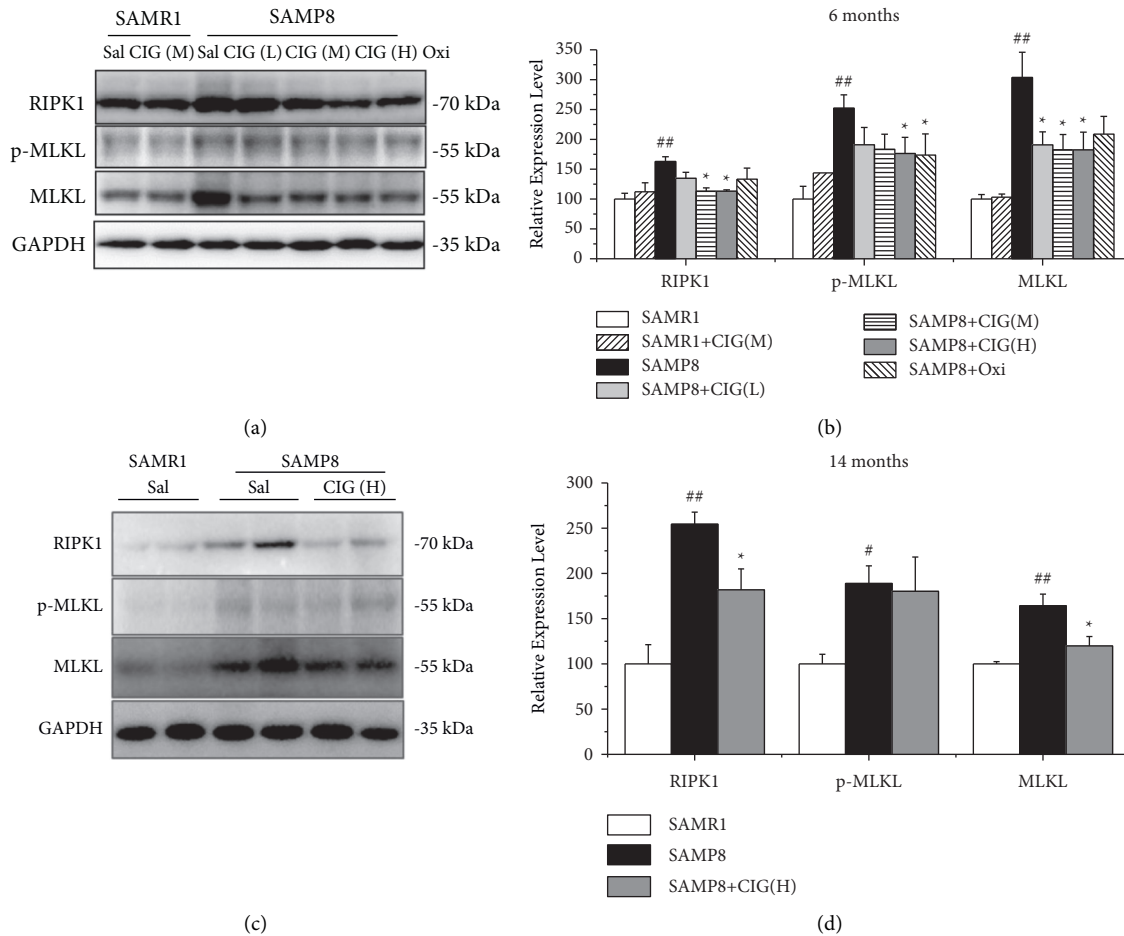 SAMR1 SAMP8
Sal CIG (M) Sal CIG (L) CIG (M) CIG (H) Oxi
RIPK1 -70 kDa
p-MLKL -55 kDa
MLKL -55 kDa
GAPDH -35 kDa
(a)
6 months
Relative Expression Level
350
300
250
200
150
100
50
0
## ## ##
* * * * * * *
RIPK1 p-MLKL MLKL
SAMR1
SAMR1+CIG(M)
SAMP8
SAMP8+CIG(L)
SAMP8+CIG(M)
SAMP8+CIG(H)
SAMP8+Oxi
(b)
SAMR1 SAMP8
Sal Sal CIG (H)
RIPK1 -70 kDa
p-MLKL -55 kDa
MLKL -55 kDa
GAPDH -35 kDa
(c)
14 months
Relative Expression Level
300
250
200
150
100
50
0
## # ##
* *
RIPK1 p-MLKL MLKL
SAMR1
SAMP8
SAMP8+CIG(H)
(d)